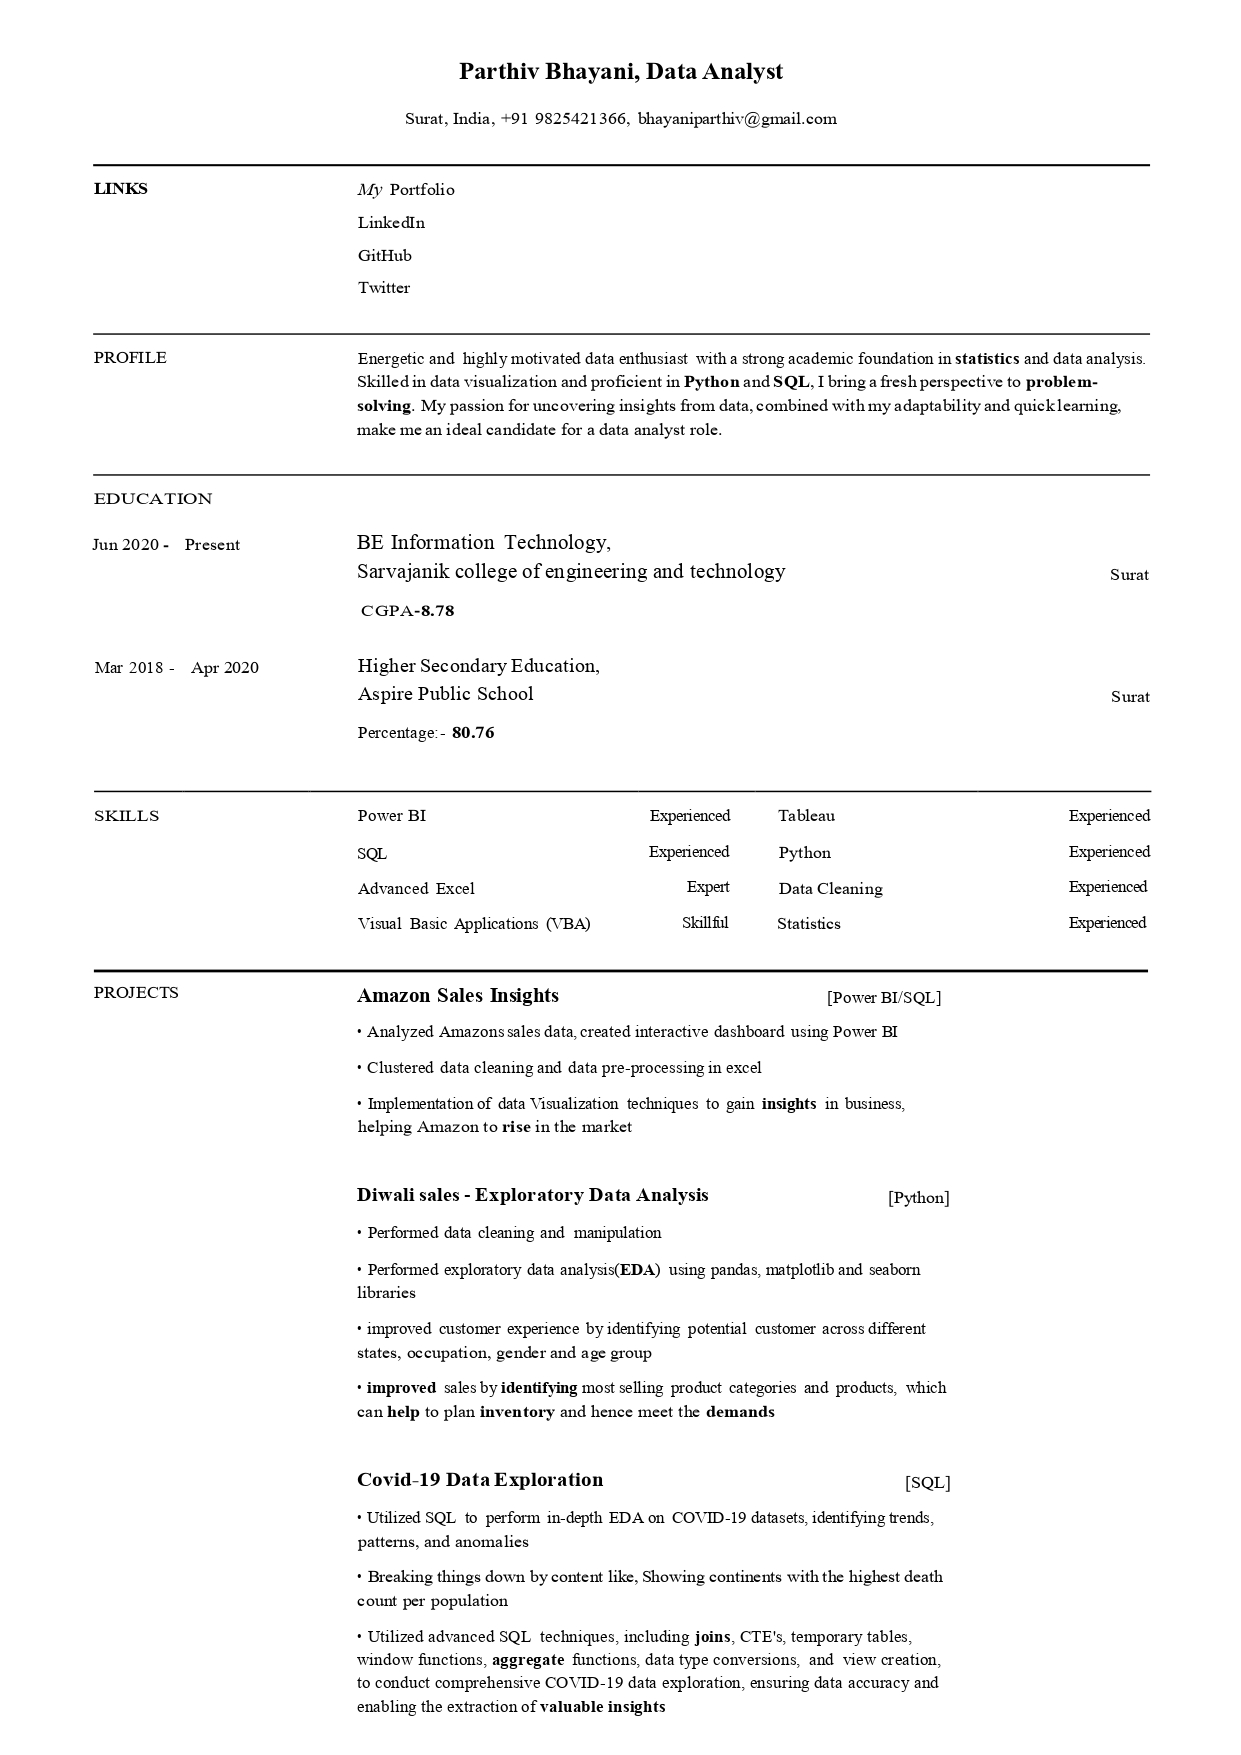 Parthiv Bhayani, Data Analyst
Surat, India, +91 9825421366, bhayaniparthiv@gmail.com
LINKS
My Portfolio
LinkedIn
GitHub
Twitter
PROFILE
Energetic and highly motivated data enthusiast with a strong academic foundation in statistics and data analysis.
Skilled in data visualization and proficient in Python and SQL, I bring a fresh perspective to problem-
solving. My passion for uncovering insights from data, combined with my adaptability and quick learning,
make me an ideal candidate for a data analyst role.
EDUCATION
Jun 2020 - Present
BE Information Technology,
Sarvajanik college of engineering and technology
Surat
CGPA-8.78
Mar 2018 - Apr 2020
Higher Secondary Education,
Aspire Public School
Surat
Percentage:- 80.76
SKILLS
Power BI Experienced Tableau Experienced
SQL Experienced Python Experienced
Advanced Excel Expert Data Cleaning Experienced
Visual Basic Applications (VBA) Skillful Statistics Experienced
PROJECTS
Amazon Sales Insights [Power BI/SQL]
• Analyzed Amazons sales data, created interactive dashboard using Power BI
• Clustered data cleaning and data pre-processing in excel
• Implementation of data Visualization techniques to gain insights in business,
helping Amazon to rise in the market
Diwali sales - Exploratory Data Analysis [Python]
• Performed data cleaning and manipulation
• Performed exploratory data analysis(EDA) using pandas, matplotlib and seaborn
libraries
• improved customer experience by identifying potential customer across different
states, occupation, gender and age group
• improved sales by identifying most selling product categories and products, which
can help to plan inventory and hence meet the demands
Covid-19 Data Exploration [SQL]
• Utilized SQL to perform in-depth EDA on COVID-19 datasets, identifying trends,
patterns, and anomalies
• Breaking things down by content like, Showing continents with the highest death
count per population
• Utilized advanced SQL techniques, including joins, CTE's, temporary tables,
window functions, aggregate functions, data type conversions, and view creation,
to conduct comprehensive COVID-19 data exploration, ensuring data accuracy and
enabling the extraction of valuable insights